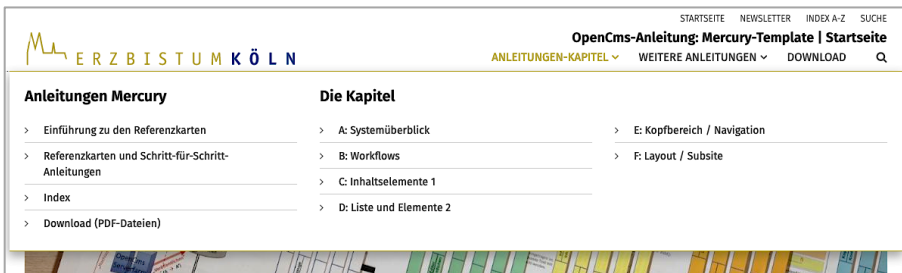 STARTSEITE NEWSLETTER INDEX A-Z SUCHE
OpenCms-Anleitung: Mercury-Template | Startseite
ERZBISTUM KÖLN
ANLEITUNGEN-KAPITEL WEITERE ANLEITUNGEN DOWNLOAD
Anleitungen Mercury
Einführung zu den Referenzkarten
Referenzkarten und Schritt-für-Schritt-
Anleitungen
Index
Download (PDF-Dateien)
Die Kapitel
A: Systemüberblick
B: Workflows
C: Inhaltselemente 1
D: Liste und Elemente 2
E: Kopfbereich / Navigation
F: Layout / Subsite